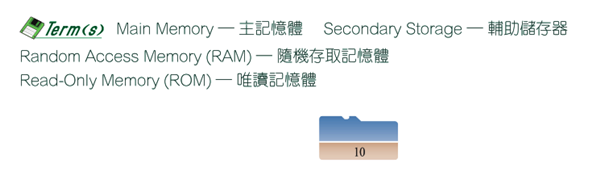 Term(s) Main Memory — 主記憶體 Secondary Storage — 輔助儲存器
Random Access Memory (RAM) — 隨機存取記憶體
Read-Only Memory (ROM) — 唯讀記憶體
10